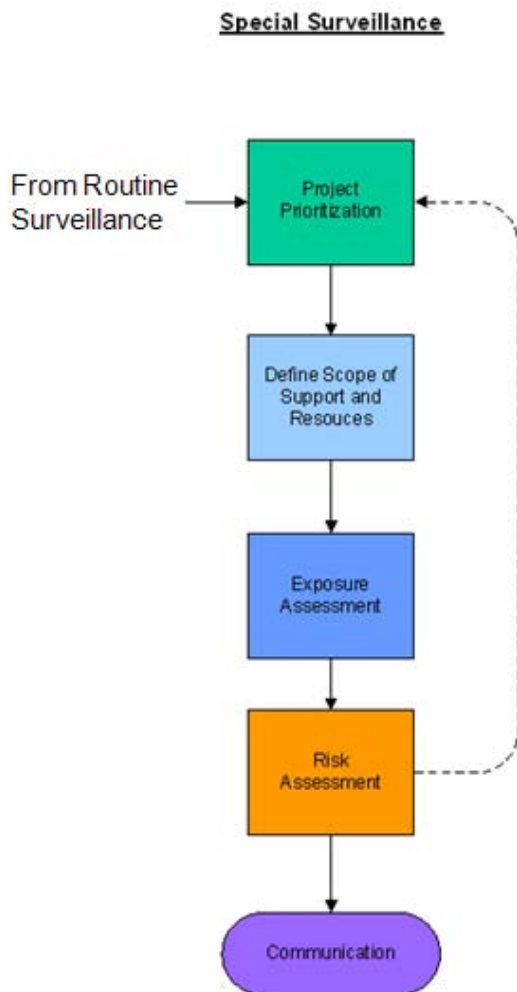 Special Surveillance
From Routine
Surveillance
Project
Prioritization
Define Scope of
Support and
Resouces
Exposure
Assessment
Risk
Assessment
Communication